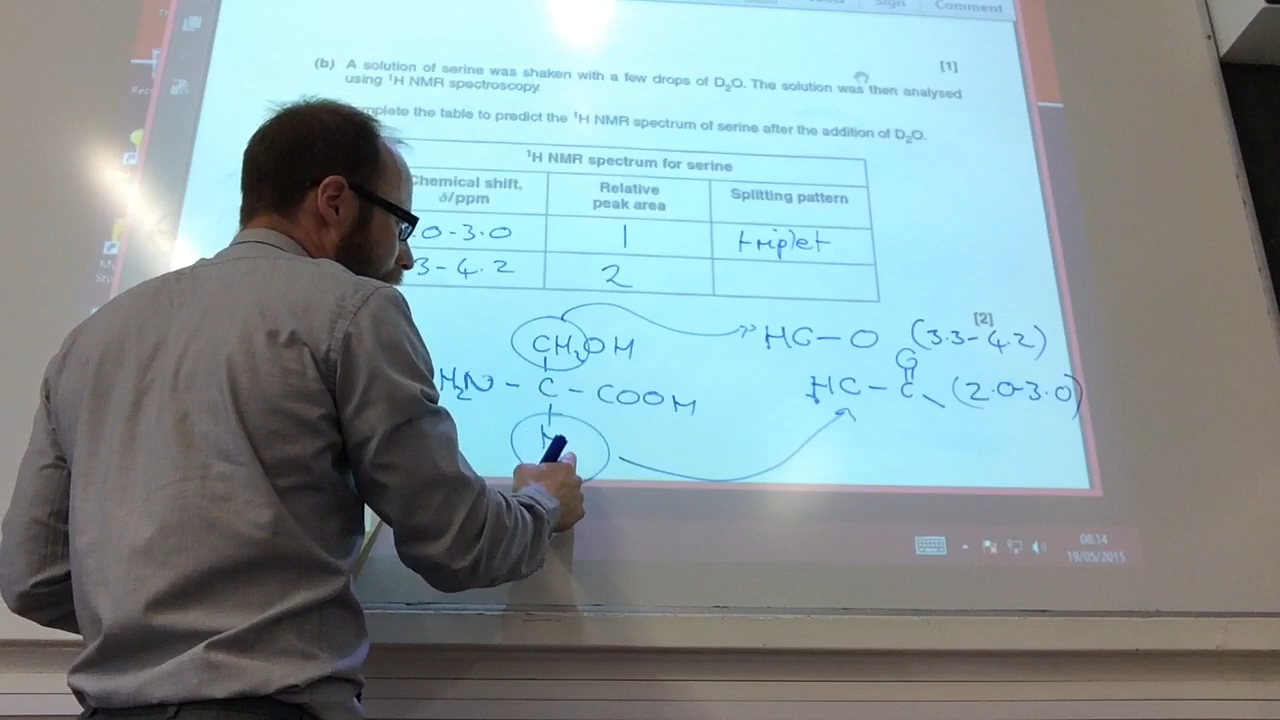 Sign
Comment
[1]
(b) A solution of serine was shaken with a few drops of D₂O. The solution was then analysed
using ¹H NMR spectroscopy.
mplete the table to predict the ¹H NMR spectrum of serine after the addition of D₂O.
¹H NMR spectrum for serine
Chemical shift, δ/ppm
Relative peak area
Splitting pattern
.0-3.0
1
triplet
3-4.2
2
[2]
CH₂OH
HC-O (3.3-4.2)
H₂N - C - COOH
HC - C (2.0-3.0)
O
H
08:14
19/05/2015